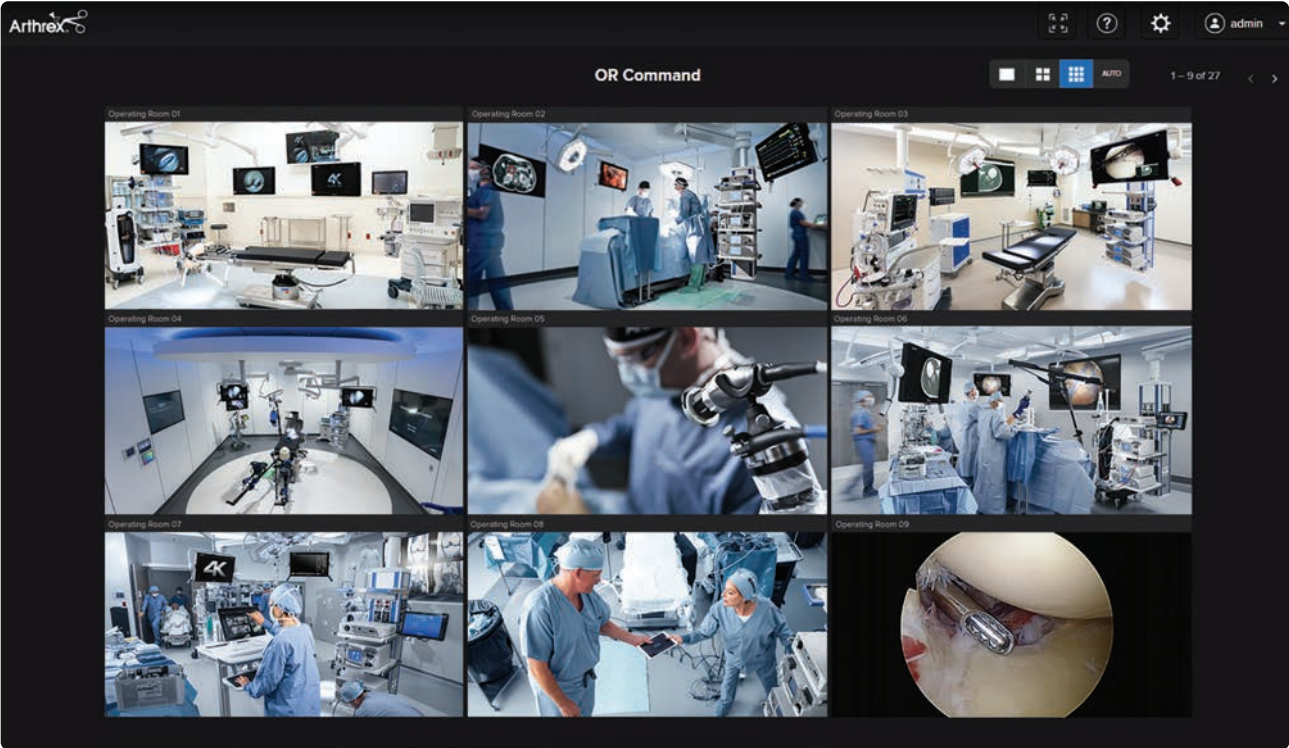 Arthrex
? admin
OR Command
AUTO 1 – 9 of 27
Operating Room 01
Operating Room 02
Operating Room 03
Operating Room 04
Operating Room 05
Operating Room 06
4K
Operating Room 07
Operating Room 08
Operating Room 09
4K